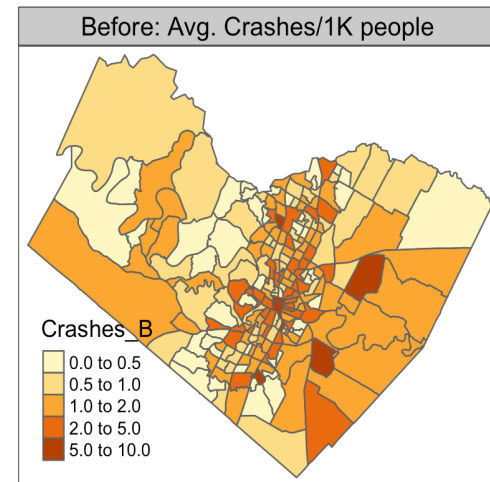 Before: Avg. Crashes/1K people
Crashes_B
0.0 to 0.5
0.5 to 1.0
1.0 to 2.0
2.0 to 5.0
5.0 to 10.0